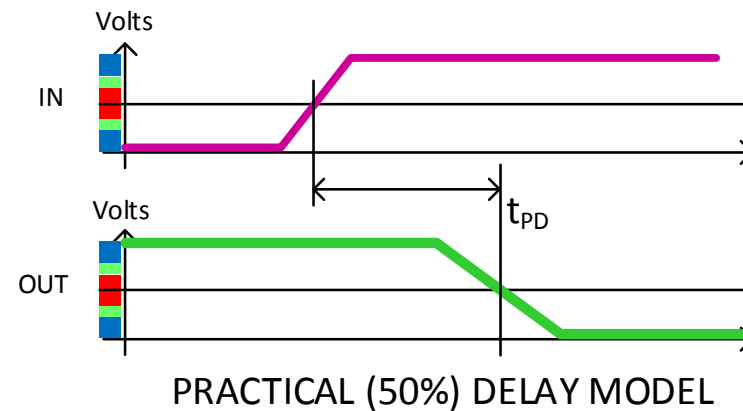 Volts
IN
Volts
t_PD
OUT
PRACTICAL (50%) DELAY MODEL